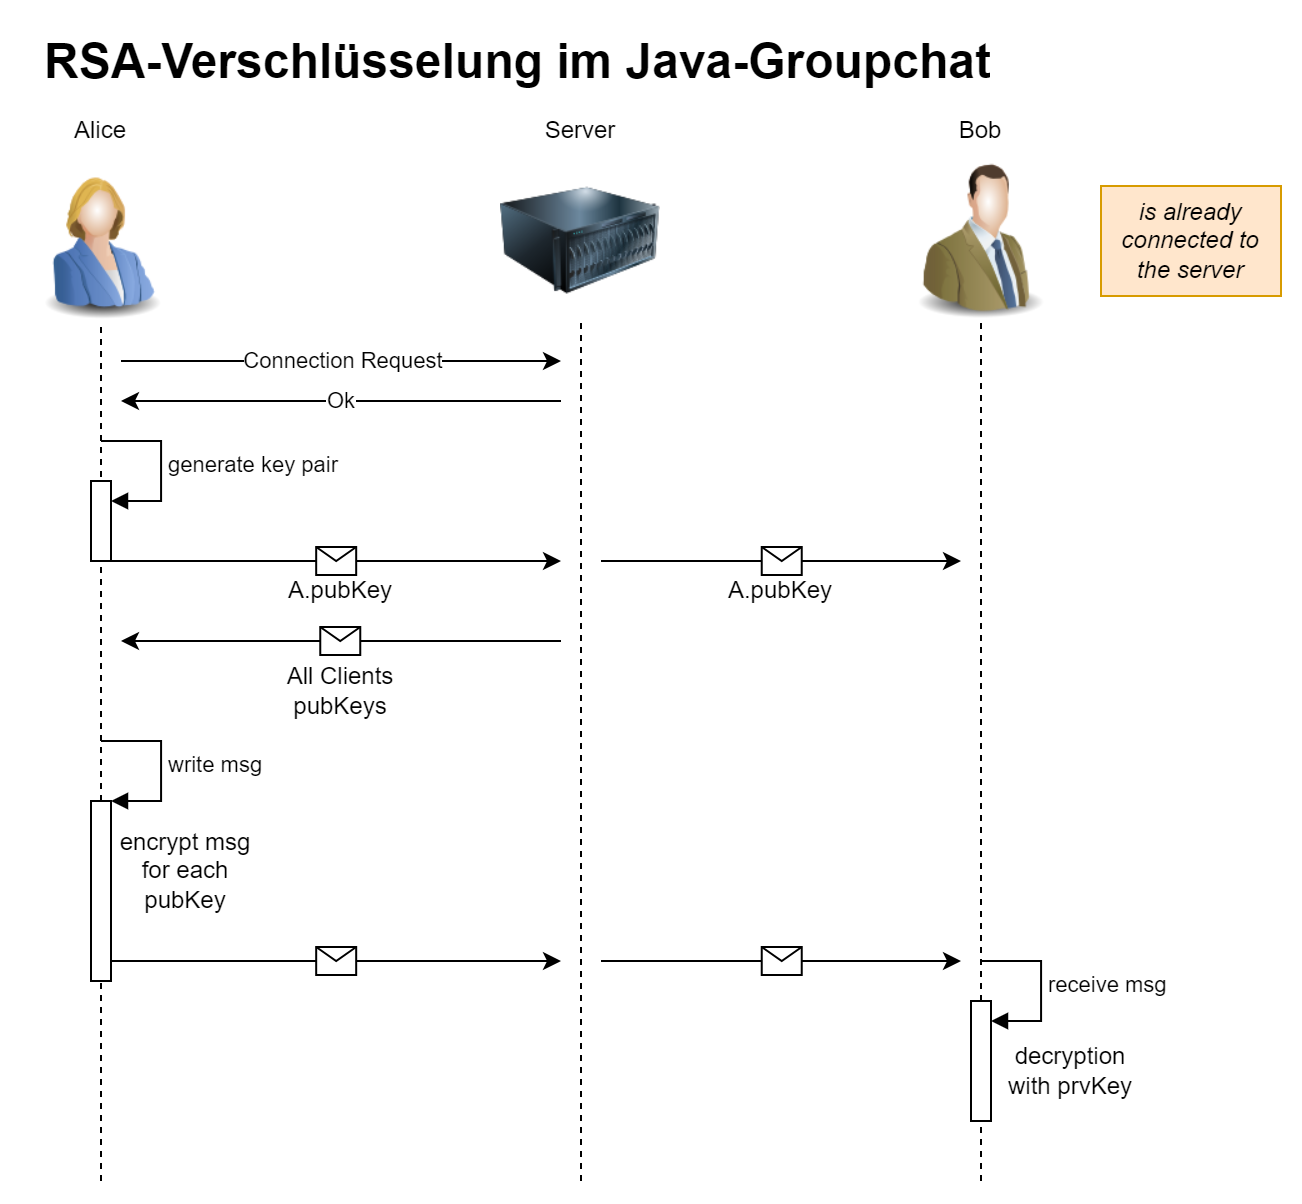 RSA-Verschlüsselung im Java-Groupchat
Alice
Server
Bob
is already
connected to
the server
Connection Request
Ok
generate key pair
A.pubKey
A.pubKey
All Clients
pubKeys
write msg
encrypt msg
for each
pubKey
receive msg
decryption
with prvKey